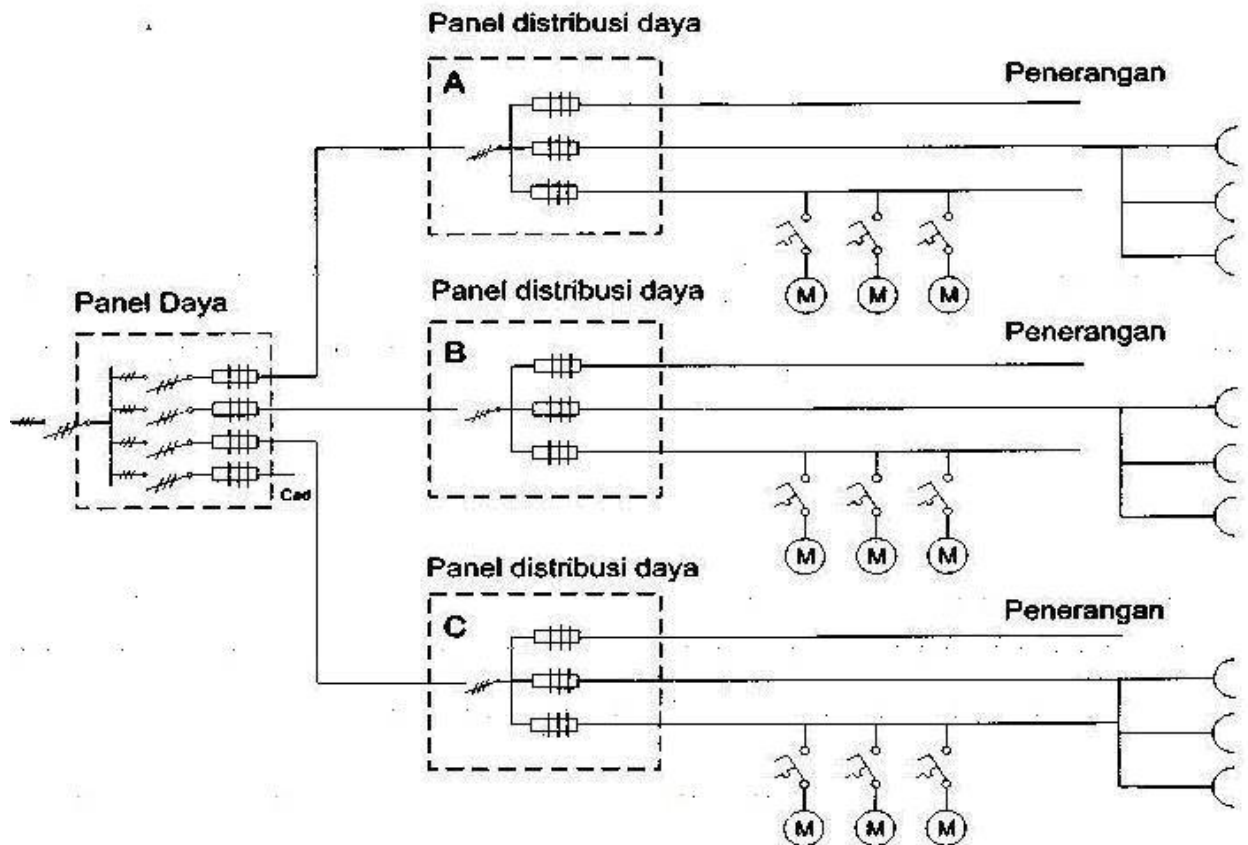 Panel distribusi daya
A
Penerangan
M M M
Panel Daya
Cad
Panel distribusi daya
B
Penerangan
M M M
Panel distribusi daya
C
Penerangan
M M M